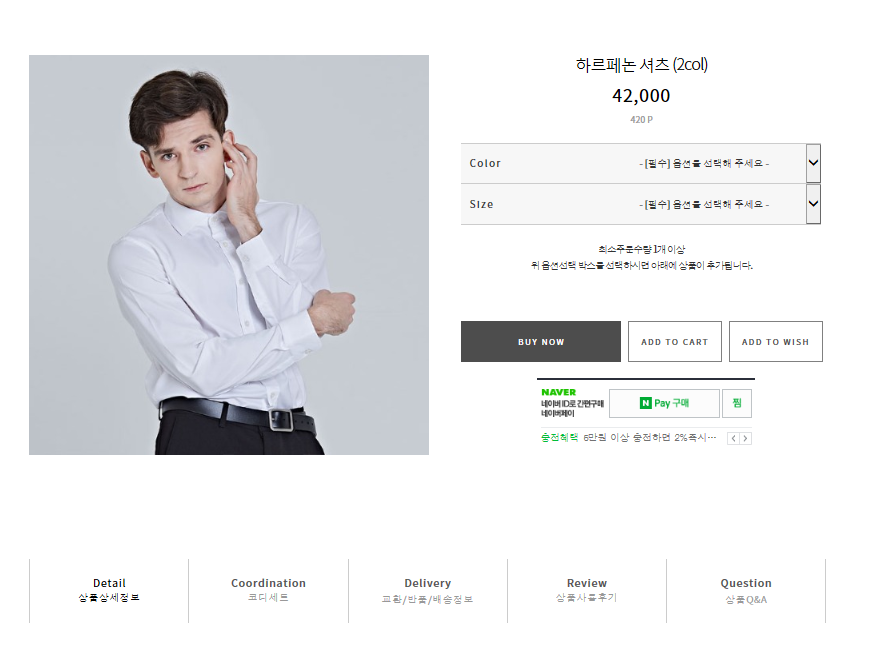 하르페논 셔츠 (2col)
42,000
420 P
Color - [필수] 옵션을 선택해 주세요 -
Size - [필수] 옵션을 선택해 주세요 -
최소주문수량 1개 이상
위 옵션선택 박스를 선택하시면 아래에 상품이 추가됩니다.
BUY NOW ADD TO CART ADD TO WISH
NAVER
네이버 ID로 간편구매
네이버페이
N Pay 구매 찜
충전혜택 6만원 이상 충전하면 2%즉시…
Detail Coordination Delivery Review Question
상품상세정보 코디세트 교환/반품/배송정보 상품사용후기 상품Q&A